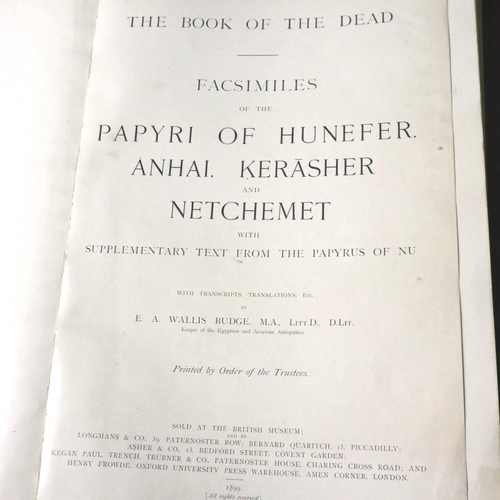 THE BOOK OF THE DEAD
FACSIMILES
OF THE
PAPYRI OF HUNEFER,
ANHAI, KERĀSHER
AND
NETCHEMET
WITH
SUPPLEMENTARY TEXT FROM THE PAPYRUS OF NU
WITH TRANSCRIPTS, TRANSLATIONS, Etc.
BY
E. A. WALLIS BUDGE, M.A., Litt.D., D.Lit.
Keeper of the Egyptian and Assyrian Antiquities.
Printed by Order of the Trustees.
SOLD AT THE BRITISH MUSEUM;
AND BY
LONGMANS & CO. 39, PATERNOSTER ROW; BERNARD QUARITCH, 15, PICCADILLY;
ASHER & CO., 13, BEDFORD STREET, COVENT GARDEN;
KEGAN PAUL, TRENCH, TRÜBNER & CO., PATERNOSTER HOUSE, CHARING CROSS ROAD; AND
HENRY FROWDE, OXFORD UNIVERSITY PRESS WAREHOUSE, AMEN CORNER, LONDON.
1899.
[All rights reserved]